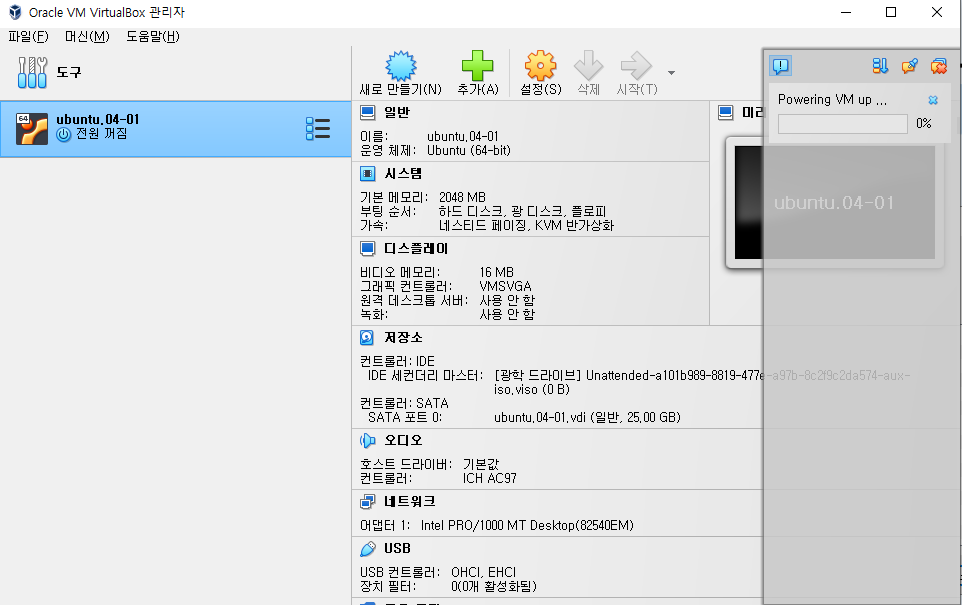 Oracle VM VirtualBox 관리자
파일(F) 머신(M) 도움말(H)
도구
새로 만들기(N) 추가(A) 설정(S) 삭제 시작(T)
64
ubuntu.04-01
전원 꺼짐
일반
이름: ubuntu.04-01
운영 체제: Ubuntu (64-bit)
시스템
기본 메모리: 2048 MB
부팅 순서: 하드 디스크, 광 디스크, 플로피
가속: 네스티드 페이징, KVM 반가상화
디스플레이
비디오 메모리: 16 MB
그래픽 컨트롤러: VMSVGA
원격 데스크톱 서버: 사용 안 함
녹화: 사용 안 함
저장소
컨트롤러: IDE
IDE 세컨더리 마스터: [광학 드라이브] Unattended-a101b989-8819-477e-a97b-8c2f9c2da574-aux-
iso.viso (0 B)
컨트롤러: SATA
SATA 포트 0: ubuntu.04-01.vdi (일반, 25.00 GB)
오디오
호스트 드라이버: 기본값
컨트롤러: ICH AC97
네트워크
어댑터 1: Intel PRO/1000 MT Desktop(82540EM)
USB
USB 컨트롤러: OHCI, EHCI
장치 필터: 0(0개 활성화됨)
미리
ubuntu.04-01
Powering VM up ...
0%